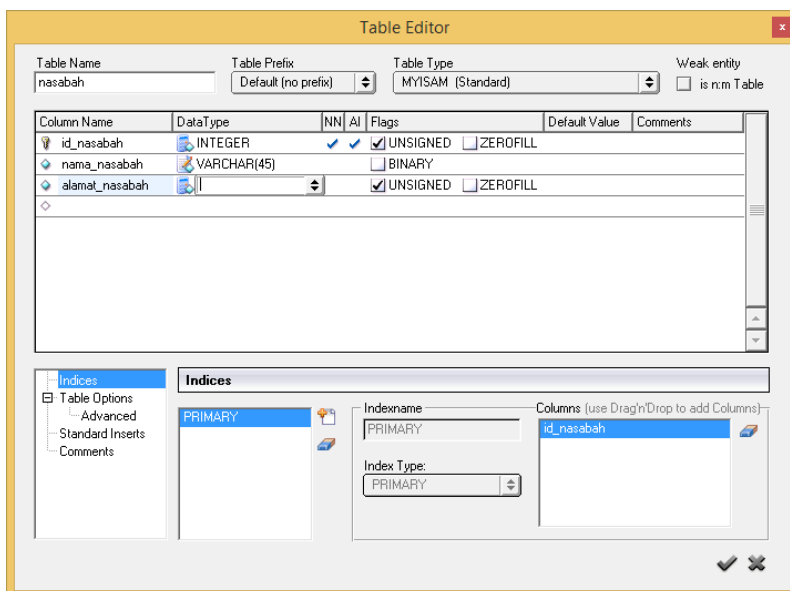 Table Editor
x
Table Name
Table Prefix
Table Type
Weak entity
nasabah
Default (no prefix)
MYISAM (Standard)
is n:m Table
Column Name DataType NN AI Flags Default Value Comments
id_nasabah INTEGER UNSIGNED ZEROFILL
nama_nasabah VARCHAR(45) BINARY
alamat_nasabah UNSIGNED ZEROFILL
Indices
Table Options
Advanced
Standard Inserts
Comments
Indices
PRIMARY
Indexname
PRIMARY
Index Type:
PRIMARY
Columns (use Drag'n'Drop to add Columns)
id_nasabah